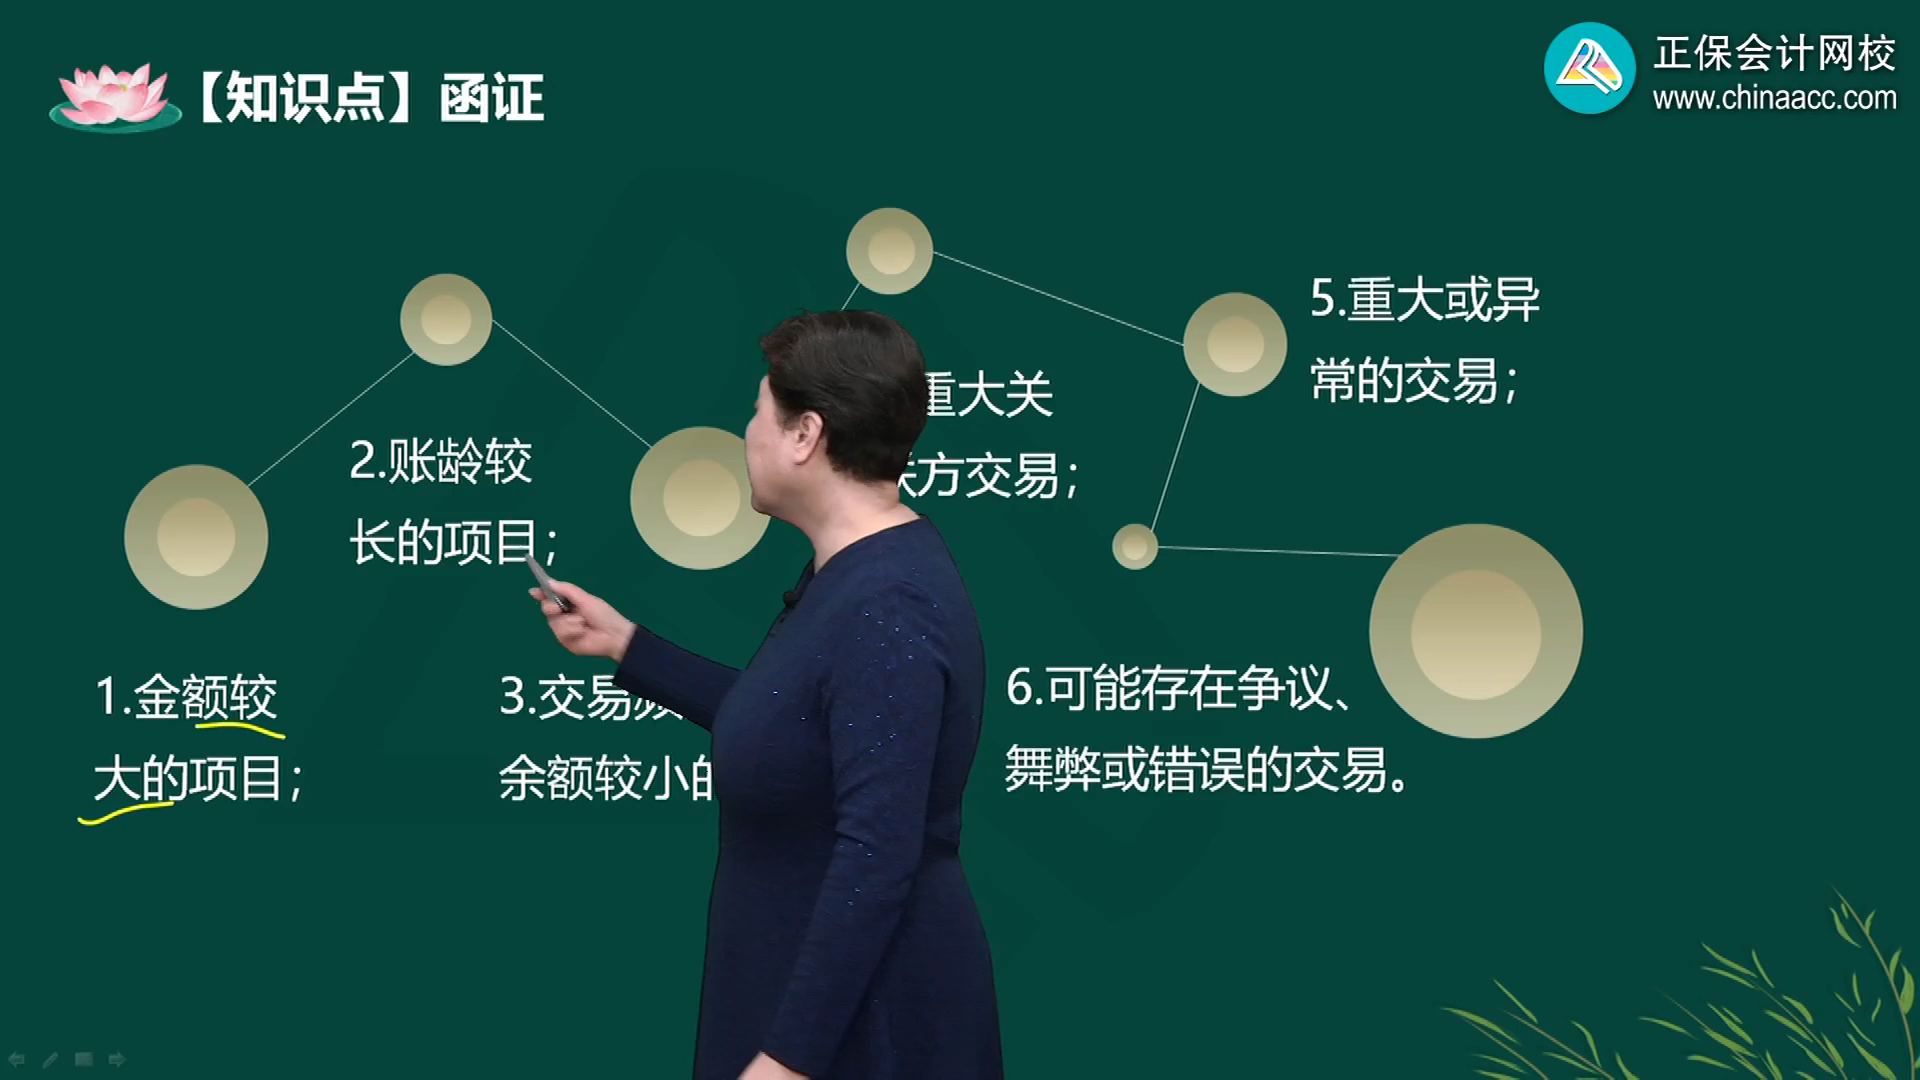 【知识点】函证
正保会计网校
www.chinaacc.com
1.金额较
大的项目；
2.账龄较
长的项目；
3.交易频
余额较小的
重大关
联方交易；
5.重大或异
常的交易；
6.可能存在争议、
舞弊或错误的交易。